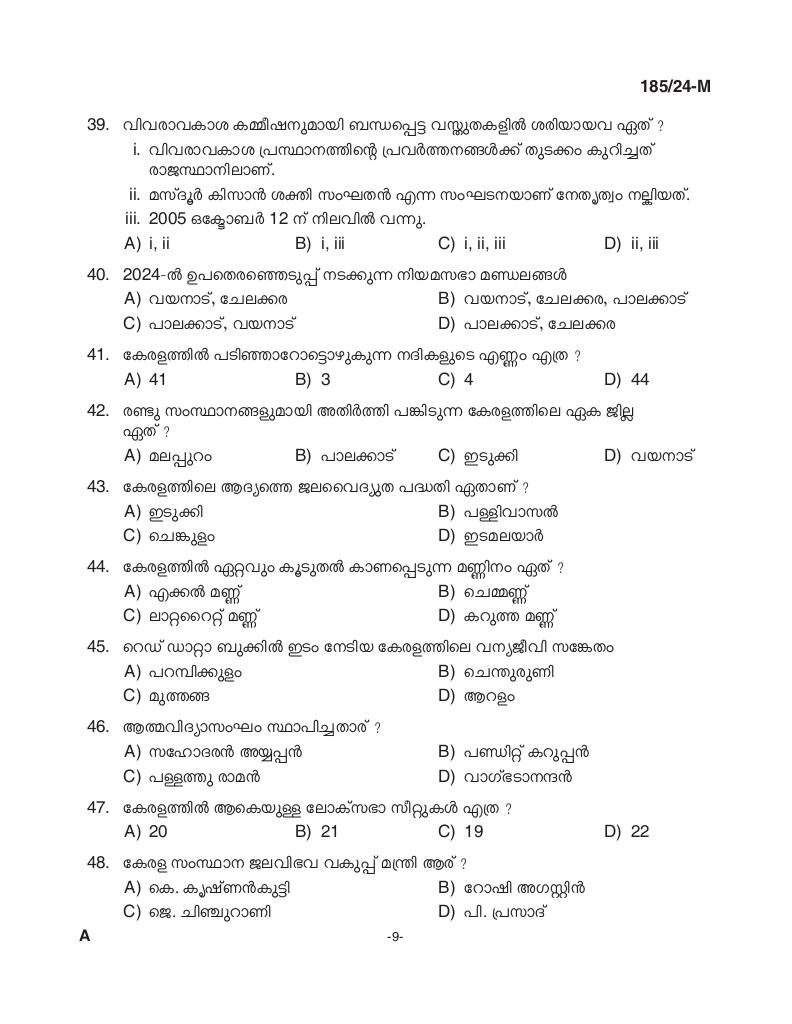 185/24-M
39. വിവരാവകാശ കമ്മീഷനുമായി ബന്ധപ്പെട്ട വസ്തുതകളിൽ ശരിയായവ ഏത് ?
i. വിവരാവകാശ പ്രസ്ഥാനത്തിന്റെ പ്രവർത്തനങ്ങൾക്ക് തുടക്കം കുറിച്ചത്
രാജസ്ഥാനിലാണ്.
ii. മസ്ദൂർ കിസാൻ ശക്തി സംഘതൻ എന്ന സംഘടനയാണ് നേതൃത്വം നല്കിയത്.
iii. 2005 ഒക്ടോബർ 12 ന് നിലവിൽ വന്നു.
A) i, ii B) i, iii C) i, ii, iii D) ii, iii
40. 2024-ൽ ഉപതെരഞ്ഞെടുപ്പ് നടക്കുന്ന നിയമസഭാ മണ്ഡലങ്ങൾ
A) വയനാട്, ചേലക്കര B) വയനാട്, ചേലക്കര, പാലക്കാട്
C) പാലക്കാട്, വയനാട് D) പാലക്കാട്, ചേലക്കര
41. കേരളത്തിൽ പടിഞ്ഞാറോട്ടൊഴുകുന്ന നദികളുടെ എണ്ണം എത്ര ?
A) 41 B) 3 C) 4 D) 44
42. രണ്ടു സംസ്ഥാനങ്ങളുമായി അതിർത്തി പങ്കിടുന്ന കേരളത്തിലെ ഏക ജില്ല
ഏത് ?
A) മലപ്പുറം B) പാലക്കാട് C) ഇടുക്കി D) വയനാട്
43. കേരളത്തിലെ ആദ്യത്തെ ജലവൈദ്യുത പദ്ധതി ഏതാണ് ?
A) ഇടുക്കി B) പള്ളിവാസൽ
C) ചെങ്കുളം D) ഇടമലയാർ
44. കേരളത്തിൽ ഏറ്റവും കൂടുതൽ കാണപ്പെടുന്ന മണ്ണിനം ഏത് ?
A) എക്കൽ മണ്ണ് B) ചെമ്മണ്ണ്
C) ലാറ്ററൈറ്റ് മണ്ണ് D) കറുത്ത മണ്ണ്
45. റെഡ് ഡാറ്റാ ബുക്കിൽ ഇടം നേടിയ കേരളത്തിലെ വന്യജീവി സങ്കേതം
A) പറമ്പിക്കുളം B) ചെന്തുരുണി
C) മുത്തങ്ങ D) ആറളം
46. ആത്മവിദ്യാസംഘം സ്ഥാപിച്ചതാര് ?
A) സഹോദരൻ അയ്യപ്പൻ B) പണ്ഡിറ്റ് കറുപ്പൻ
C) പള്ളത്തു രാമൻ D) വാഗ്ഭടാനന്ദൻ
47. കേരളത്തിൽ ആകെയുള്ള ലോക്സഭാ സീറ്റുകൾ എത്ര ?
A) 20 B) 21 C) 19 D) 22
48. കേരള സംസ്ഥാന ജലവിഭവ വകുപ്പ് മന്ത്രി ആര് ?
A) കെ. കൃഷ്ണൻകുട്ടി B) റോഷി അഗസ്റ്റിൻ
C) ജെ. ചിഞ്ചുറാണി D) പി. പ്രസാദ്
A -9-